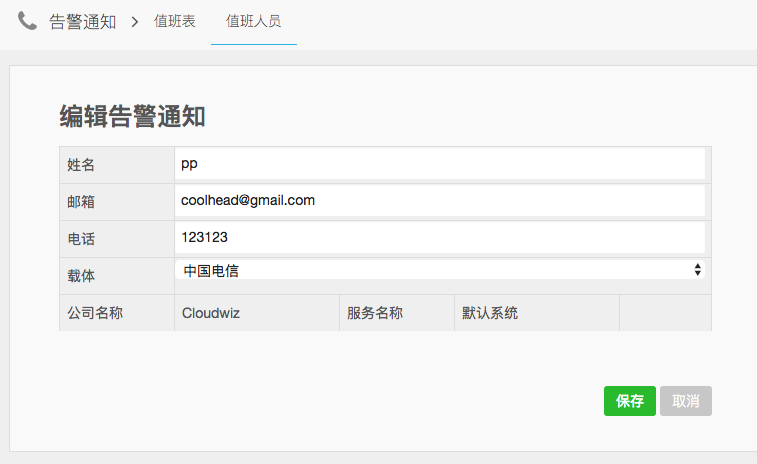 告警通知 > 值班表 值班人员
编辑告警通知
姓名 pp
邮箱 coolhead@gmail.com
电话 123123
载体 中国电信
公司名称 Cloudwiz 服务名称 默认系统
保存 取消